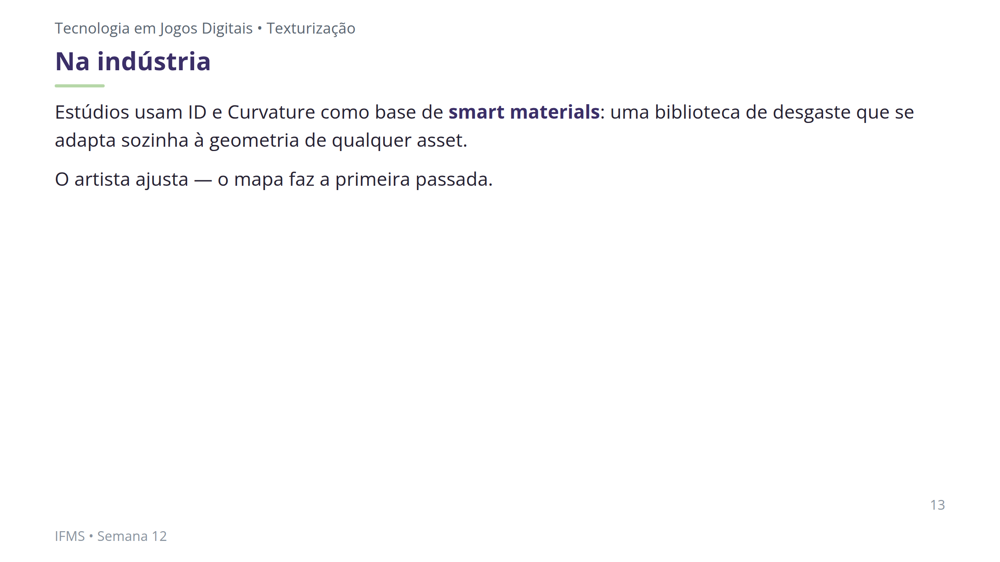 Tecnologia em Jogos Digitais • Texturização
Na indústria
Estúdios usam ID e Curvature como base de smart materials: uma biblioteca de desgaste que se
adapta sozinha à geometria de qualquer asset.
O artista ajusta — o mapa faz a primeira passada.
13
IFMS • Semana 12